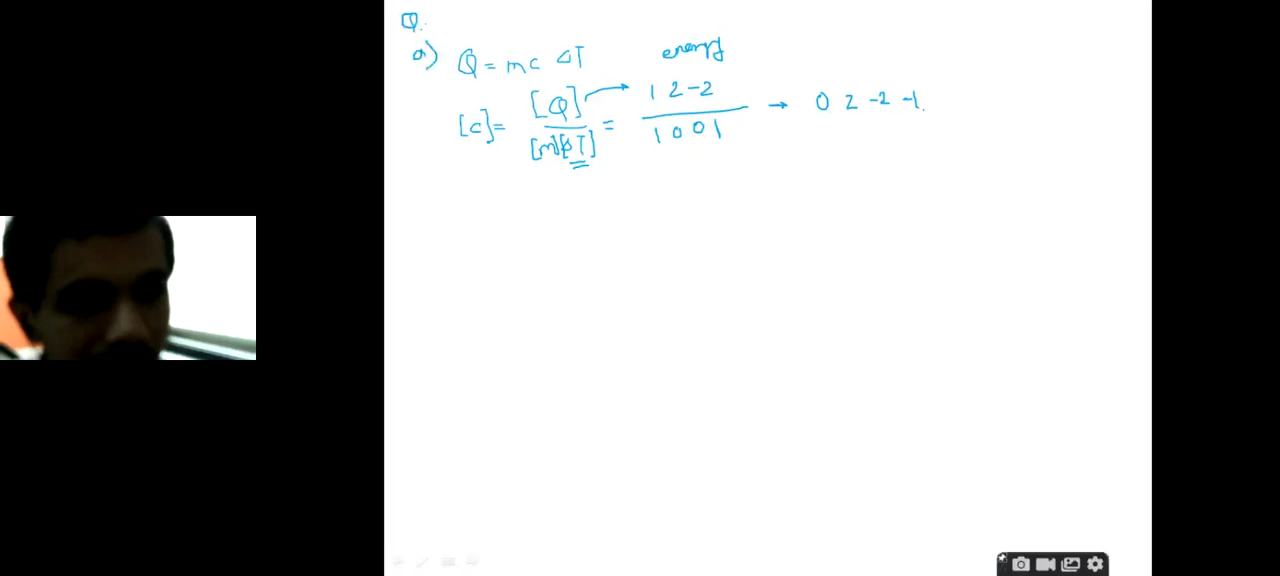 Q.
a) Q = mc ΔT energy
[c] = [Q] / [m][ΔT] = 1 2 -2 / 1 0 0 1 → 0 2 -2 -1.